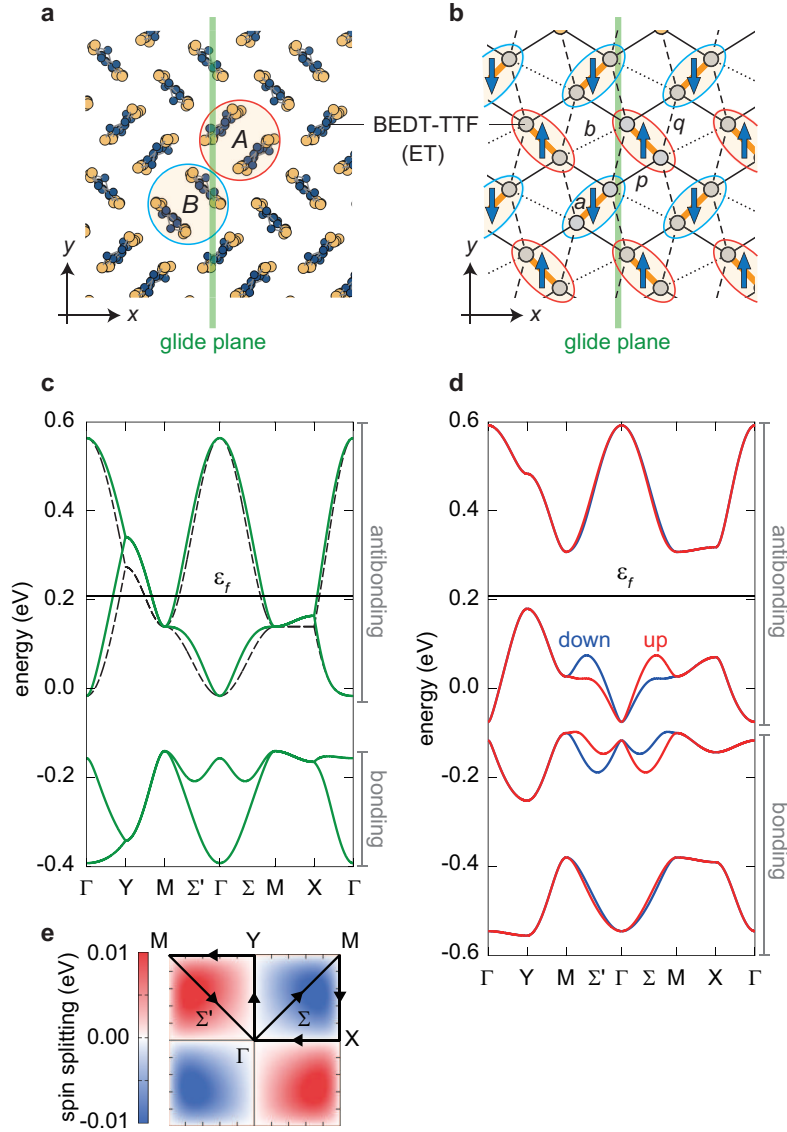 a
b
A
B
BEDT-TTF
(ET)
b
q
a
p
y
x
glide plane
y
x
glide plane
c
d
0.6
0.4
0.2
0.0
-0.2
-0.4
energy (eV)
εf
antibonding
bonding
Γ Y M Σ' Γ Σ M X Γ
0.6
0.4
0.2
0.0
-0.2
-0.4
-0.6
energy (eV)
εf
down
up
antibonding
bonding
Γ Y M Σ' Γ Σ M X Γ
e
M Y M
0.01
0.00
-0.01
spin splitting (eV)
Σ'
Σ
Γ
X